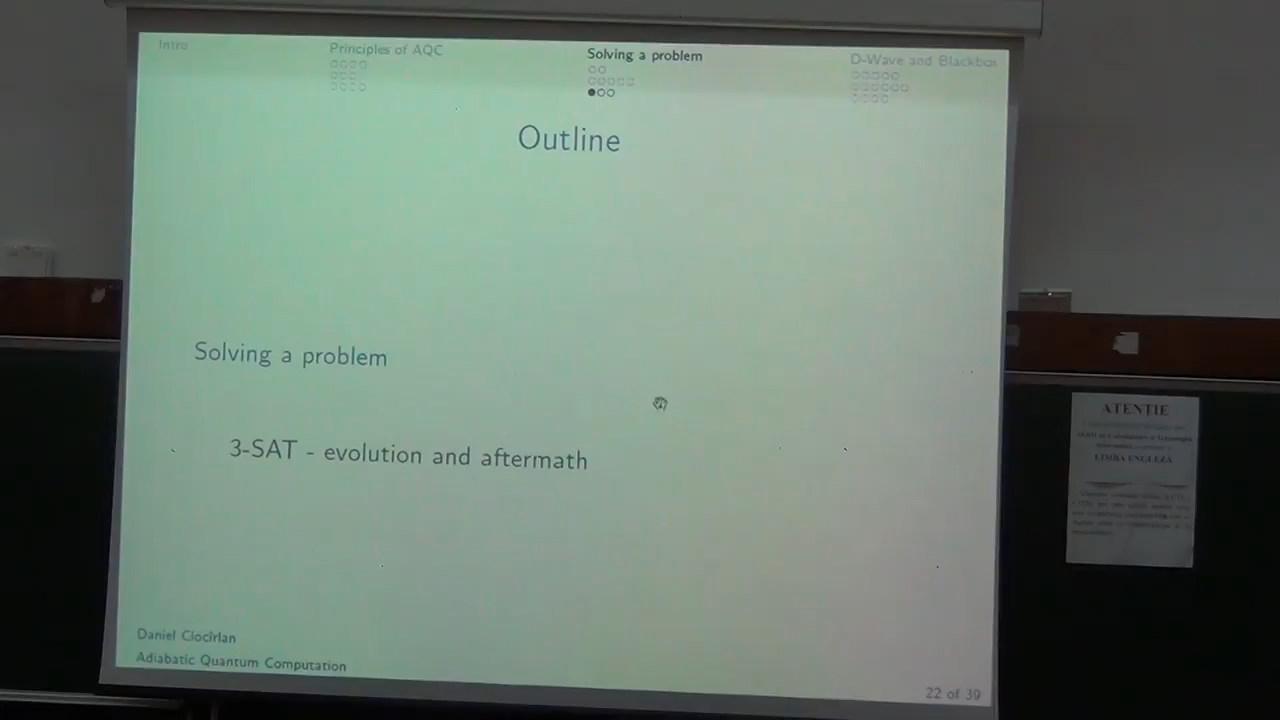 Intro
Principles of AQC
Solving a problem
D-Wave and Blackbox
Outline
Solving a problem
3-SAT - evolution and aftermath
Daniel Ciocîrlan
Adiabatic Quantum Computation
22 of 39
ATENTIE
LIMBA ENGLEZA